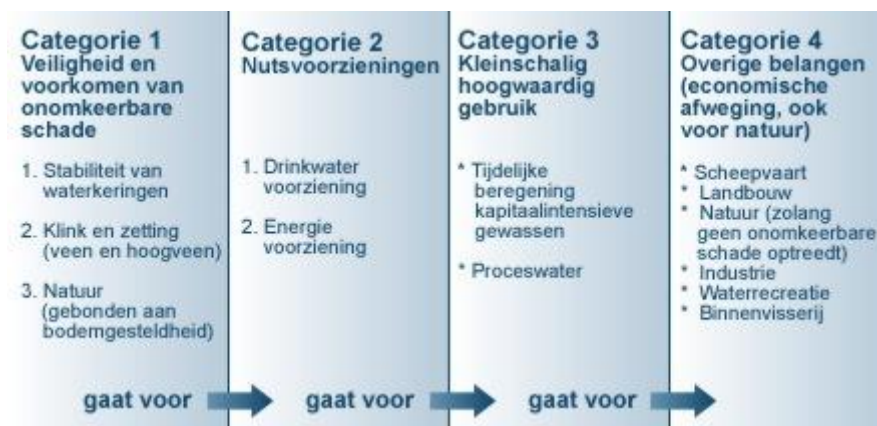 Categorie 1
Veiligheid en
voorkomen van
onomkeerbare
schade
1. Stabiliteit van
waterkeringen
2. Klink en zetting
(veen en hoogveen)
3. Natuur
(gebonden aan
bodemgesteldheid)
gaat voor
Categorie 2
Nutsvoorzieningen
1. Drinkwater
voorziening
2. Energie
voorziening
gaat voor
Categorie 3
Kleinschalig
hoogwaardig
gebruik
* Tijdelijke
beregening
kapitaalintensieve
gewassen
* Proceswater
gaat voor
Categorie 4
Overige belangen
(economische
afweging, ook
voor natuur)
* Scheepvaart
* Landbouw
* Natuur (zolang
geen onomkeerbare
schade optreedt)
* Industrie
* Waterrecreatie
* Binnenvisserij